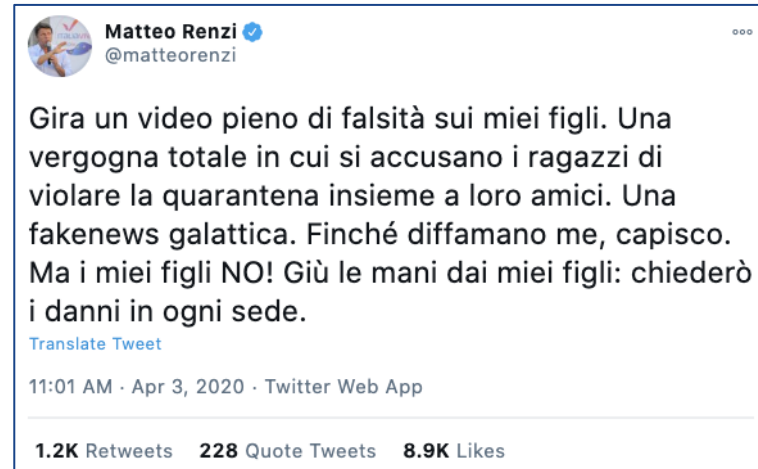 Matteo Renzi
@matteorenzi
Gira un video pieno di falsità sui miei figli. Una
vergogna totale in cui si accusano i ragazzi di
violare la quarantena insieme a loro amici. Una
fakenews galattica. Finché diffamano me, capisco.
Ma i miei figli NO! Giù le mani dai miei figli: chiederò
i danni in ogni sede.
Translate Tweet
11:01 AM · Apr 3, 2020 · Twitter Web App
1.2K Retweets 228 Quote Tweets 8.9K Likes